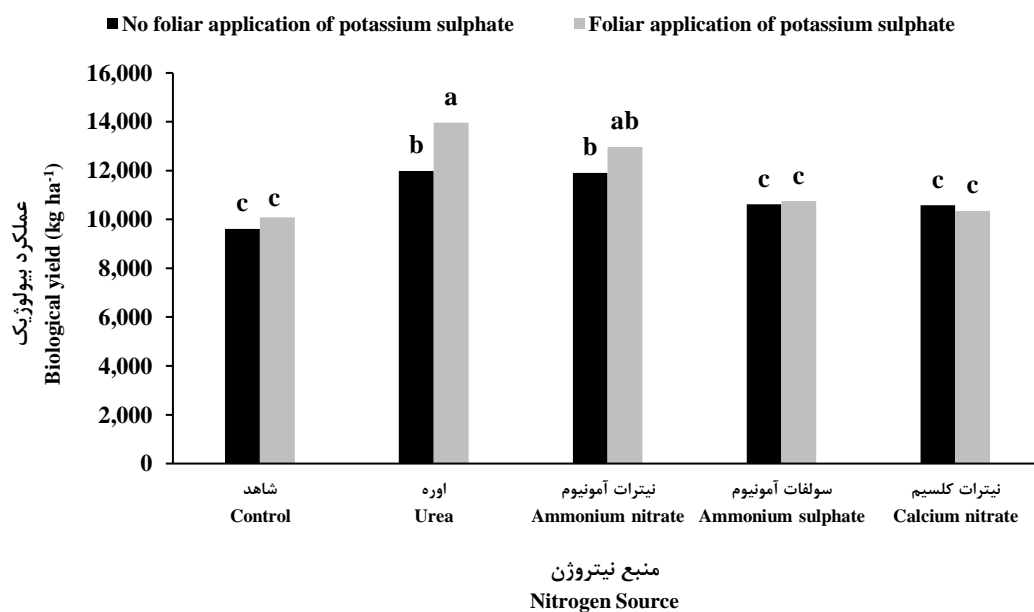 No foliar application of potassium sulphate
Foliar application of potassium sulphate
عملکرد بیولوژیک
Biological yield (kg ha-1)
16,000
14,000
12,000
10,000
8,000
6,000
4,000
2,000
0
c
c
b
a
b
ab
c
c
c
c
شاهد
Control
اوره
Urea
نیترات آمونیوم
Ammonium nitrate
سولفات آمونیوم
Ammonium sulphate
نیترات کلسیم
Calcium nitrate
منبع نیتروژن
Nitrogen Source